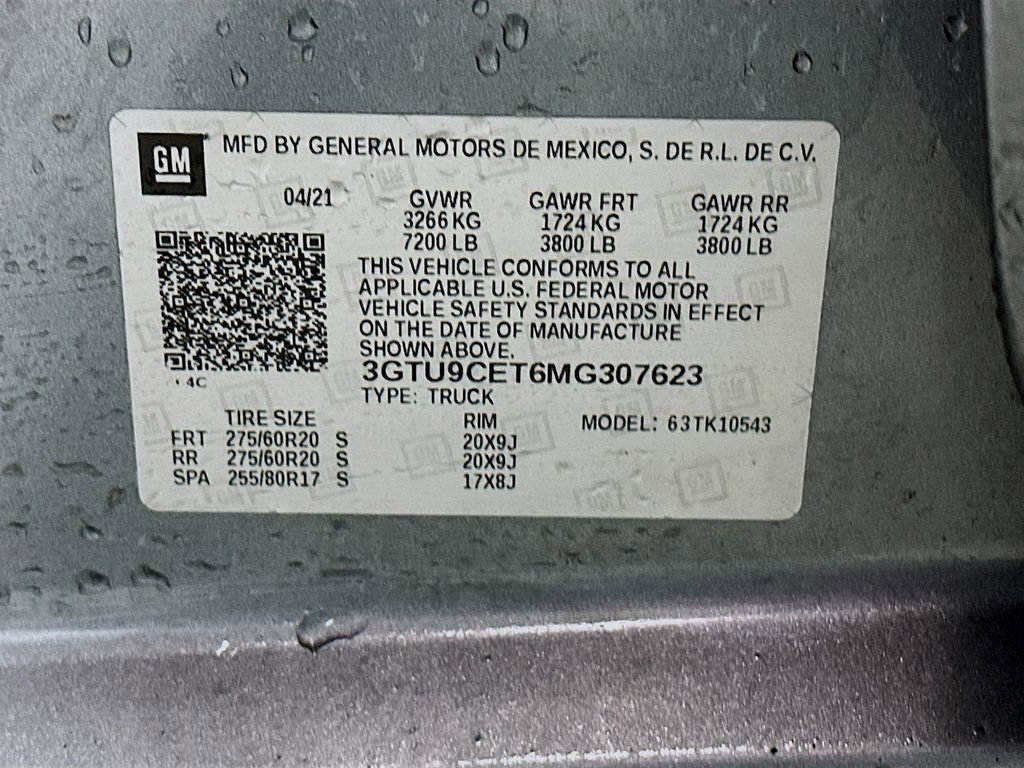 GM
MFD BY GENERAL MOTORS DE MEXICO, S. DE R.L. DE C.V.
04/21 GVWR GAWR FRT GAWR RR
3266 KG 1724 KG 1724 KG
7200 LB 3800 LB 3800 LB
THIS VEHICLE CONFORMS TO ALL
APPLICABLE U.S. FEDERAL MOTOR
VEHICLE SAFETY STANDARDS IN EFFECT
ON THE DATE OF MANUFACTURE
SHOWN ABOVE.
3GTU9CET6MG307623
4C
TYPE: TRUCK
TIRE SIZE RIM MODEL: 63TK10543
FRT 275/60R20 S 20X9J
RR 275/60R20 S 20X9J
SPA 255/80R17 S 17X8J